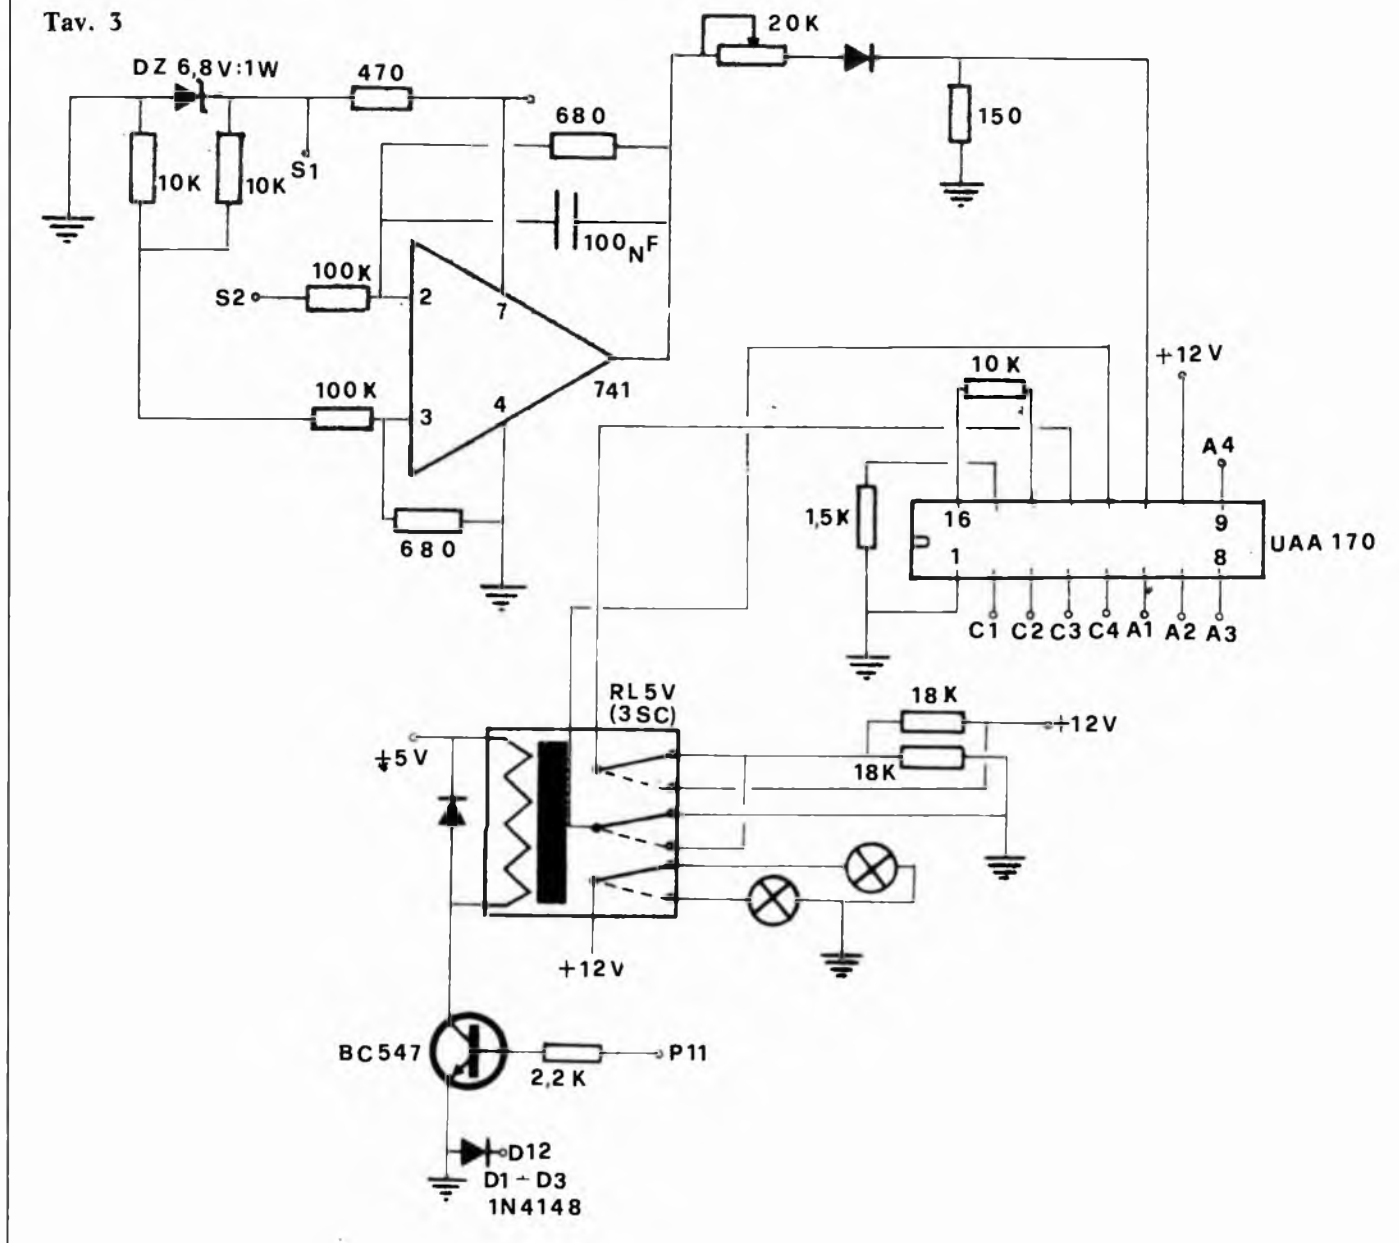 Tav. 3
20K
DZ 6,8V:1W
470
150
680
S1
10K
10K
100NF
100K
S2
2
7
+12V
10K
100K
741
3
4
A4
1,5K
16
9
UAA170
680
1
8
C1 C2 C3 C4 A1 A2 A3
RL5V
(3SC)
18K
+12V
+5V
18K
+12V
BC547
P11
2,2K
D12
D1-D3
1N4148